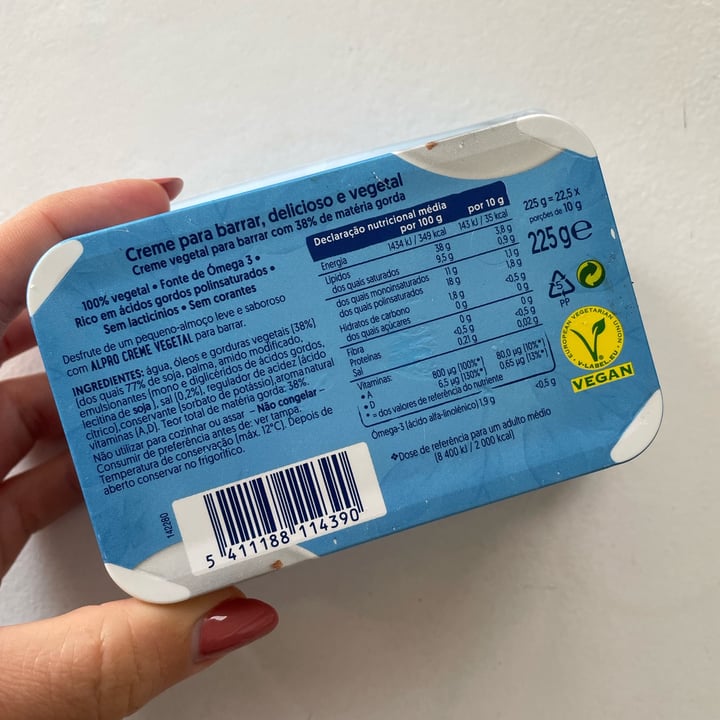 Creme para barrar, delicioso e vegetal
Creme vegetal para barrar com 38% de matéria gorda
100% vegetal • Fonte de Ómega 3 •
Rico em ácidos gordos polinsaturados •
Sem lacticínios • Sem corantes
Desfrute de um pequeno-almoço leve e saboroso
com ALPRO CREME VEGETAL para barrar.
INGREDIENTES: água, óleos e gorduras vegetais (38%)
(dos quais 77% de soja, palma, amido modificado,
emulsionantes (mono e diglicéridos de ácidos gordos,
lecitina de soja), sal (0,2%), regulador de acidez (ácido
cítrico), conservante (sorbato de potássio), aroma natural
vitaminas (A,D). Teor total de matéria gorda: 38%.
Não utilizar para cozinhar ou assar – Não congelar –
Consumir de preferência antes de: ver tampa.
Temperatura de conservação (máx. 12°C). Depois de
aberto conservar no frigorífico.
Declaração nutricional média
por 100 g por 10 g
Energia 1434 kJ / 349 kcal 143 kJ / 35 kcal
Lípidos 38 g 3,8 g
dos quais saturados 9,5 g 0,9 g
dos quais monoinsaturados 11 g 1,1 g
dos quais polinsaturados 18 g 1,8 g
Hidratos de carbono 1,8 g <0,5 g
dos quais açúcares 0 g 0 g
Fibra 0 g 0 g
Proteínas <0,5 g <0,5 g
Sal 0,21 g 0,02 g
Vitaminas:
• A 800 µg (100%*) 80,0 µg (10%*)
• D 6,5 µg (130%*) 0,65 µg (13%*)
* = dos valores de referência do nutriente
Ómega-3 (ácido alfa-linolénico) 1,9 g <0,5 g
Dose de referência para um adulto médio
(8 400 kJ / 2 000 kcal)
225 g = 22,5 x
porções de 10 g
225 g e
5
PP
EUROPEAN VEGETARIAN UNION
V-LABEL.EU
VEGAN
142280
5 411188 114390